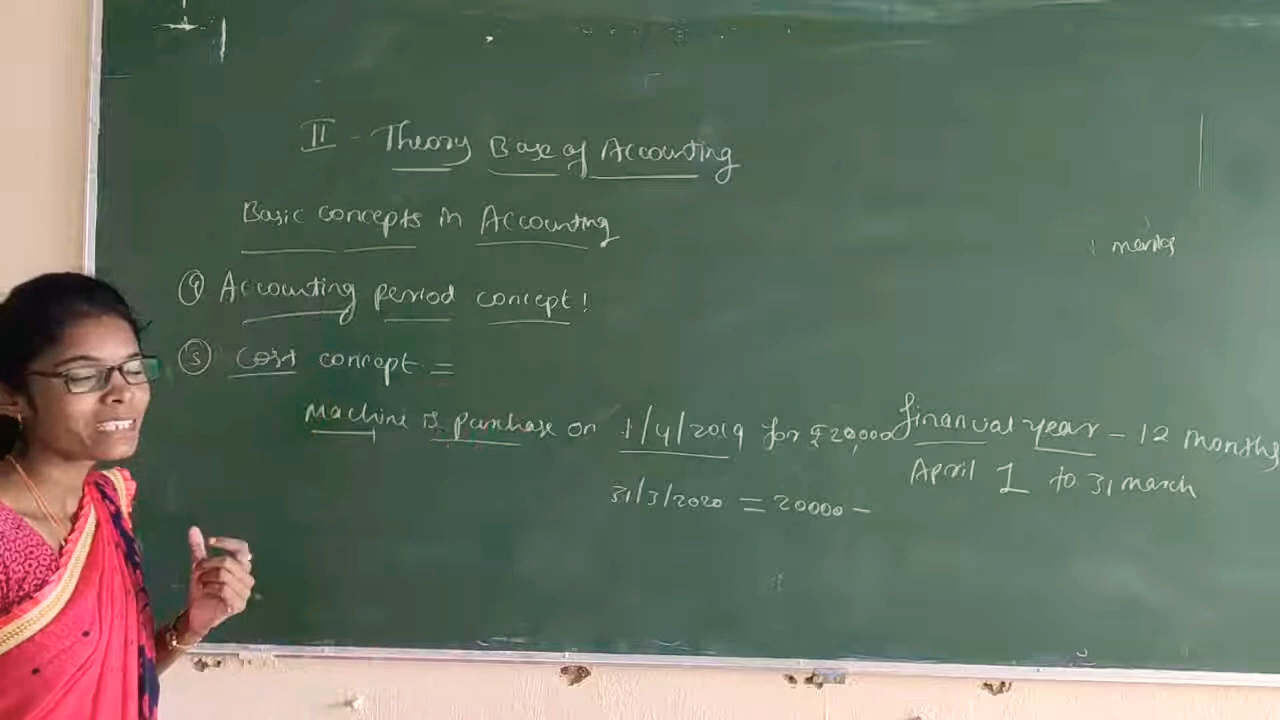 II - Theory Base of Accounting
Basic concepts in Accounting
④ Accounting period concept!
⑤ Cost concept =
Machine is purchase on 1/4/2019 for ₹20,000
31/3/2020 = 20000 -
financial year - 12 months
April 1 to 31 march
marks